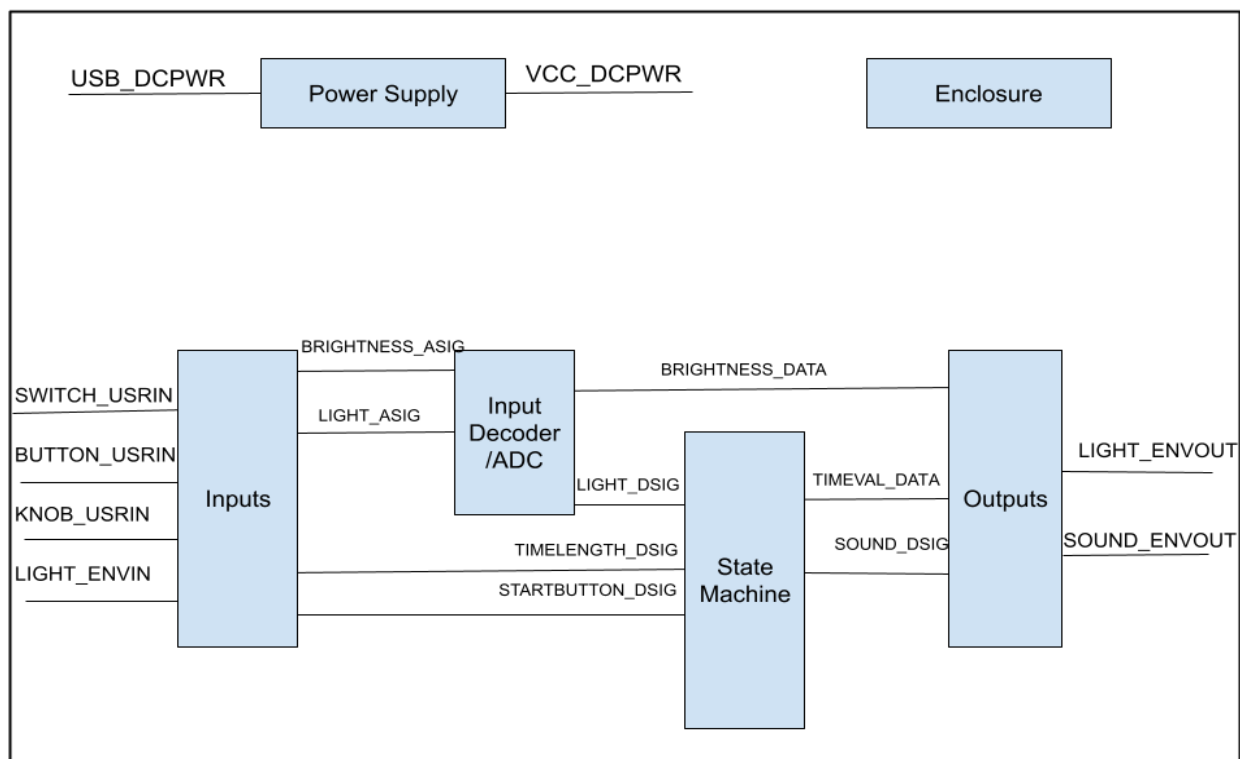 USB_DCPWR
Power Supply
VCC_DCPWR
Enclosure
BRIGHTNESS_ASIG
BRIGHTNESS_DATA
SWITCH_USRIN
LIGHT_ASIG
Input
Decoder
/ADC
BUTTON_USRIN
LIGHT_ENVOUT
Inputs
LIGHT_DSIG
TIMEVAL_DATA
Outputs
KNOB_USRIN
TIMELENGTH_DSIG
SOUND_DSIG
SOUND_ENVOUT
LIGHT_ENVIN
State
Machine
STARTBUTTON_DSIG